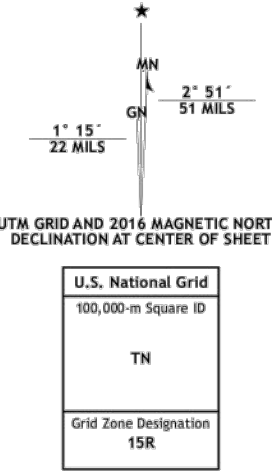 MN
2° 51´
GN
51 MILS
1° 15´
22 MILS
UTM GRID AND 2016 MAGNETIC NORT
DECLINATION AT CENTER OF SHEET
U.S. National Grid
100,000-m Square ID
TN
Grid Zone Designation
15R